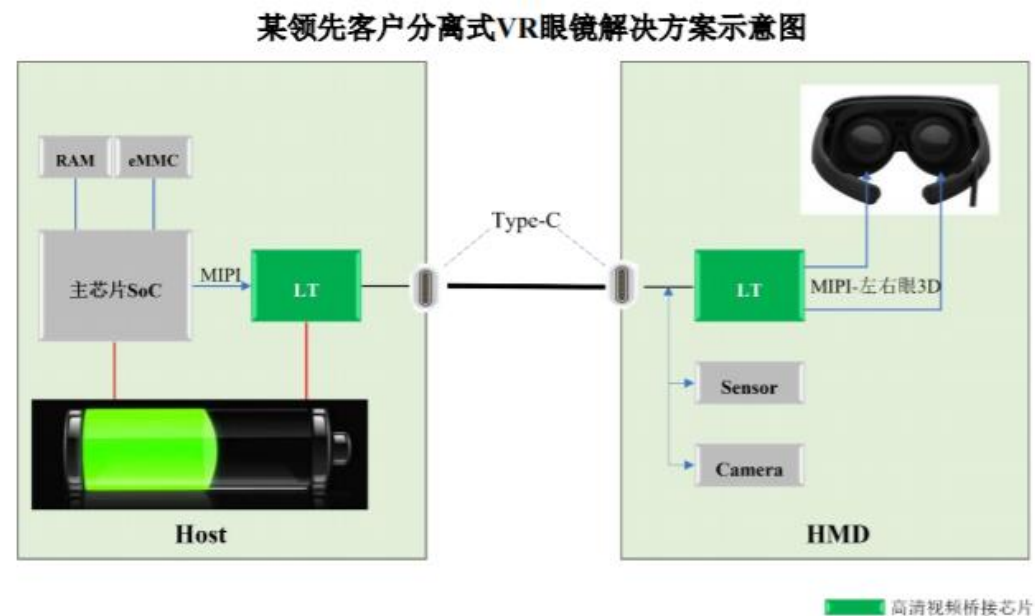 某领先客户分离式VR眼镜解决方案示意图
RAM
eMMC
主芯片SoC
MIPI
LT
Type-C
LT
MIPI-左右眼3D
Sensor
Camera
Host
HMD
高清视频桥接芯片